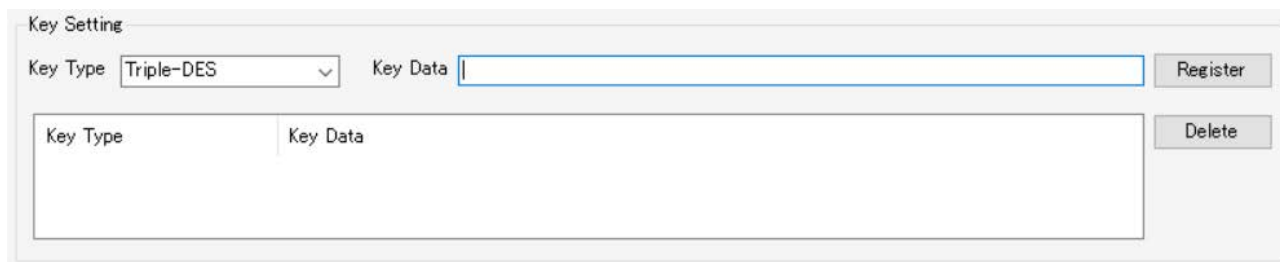 Key Setting
Key Type Triple-DES Key Data Register
Key Type Key Data Delete